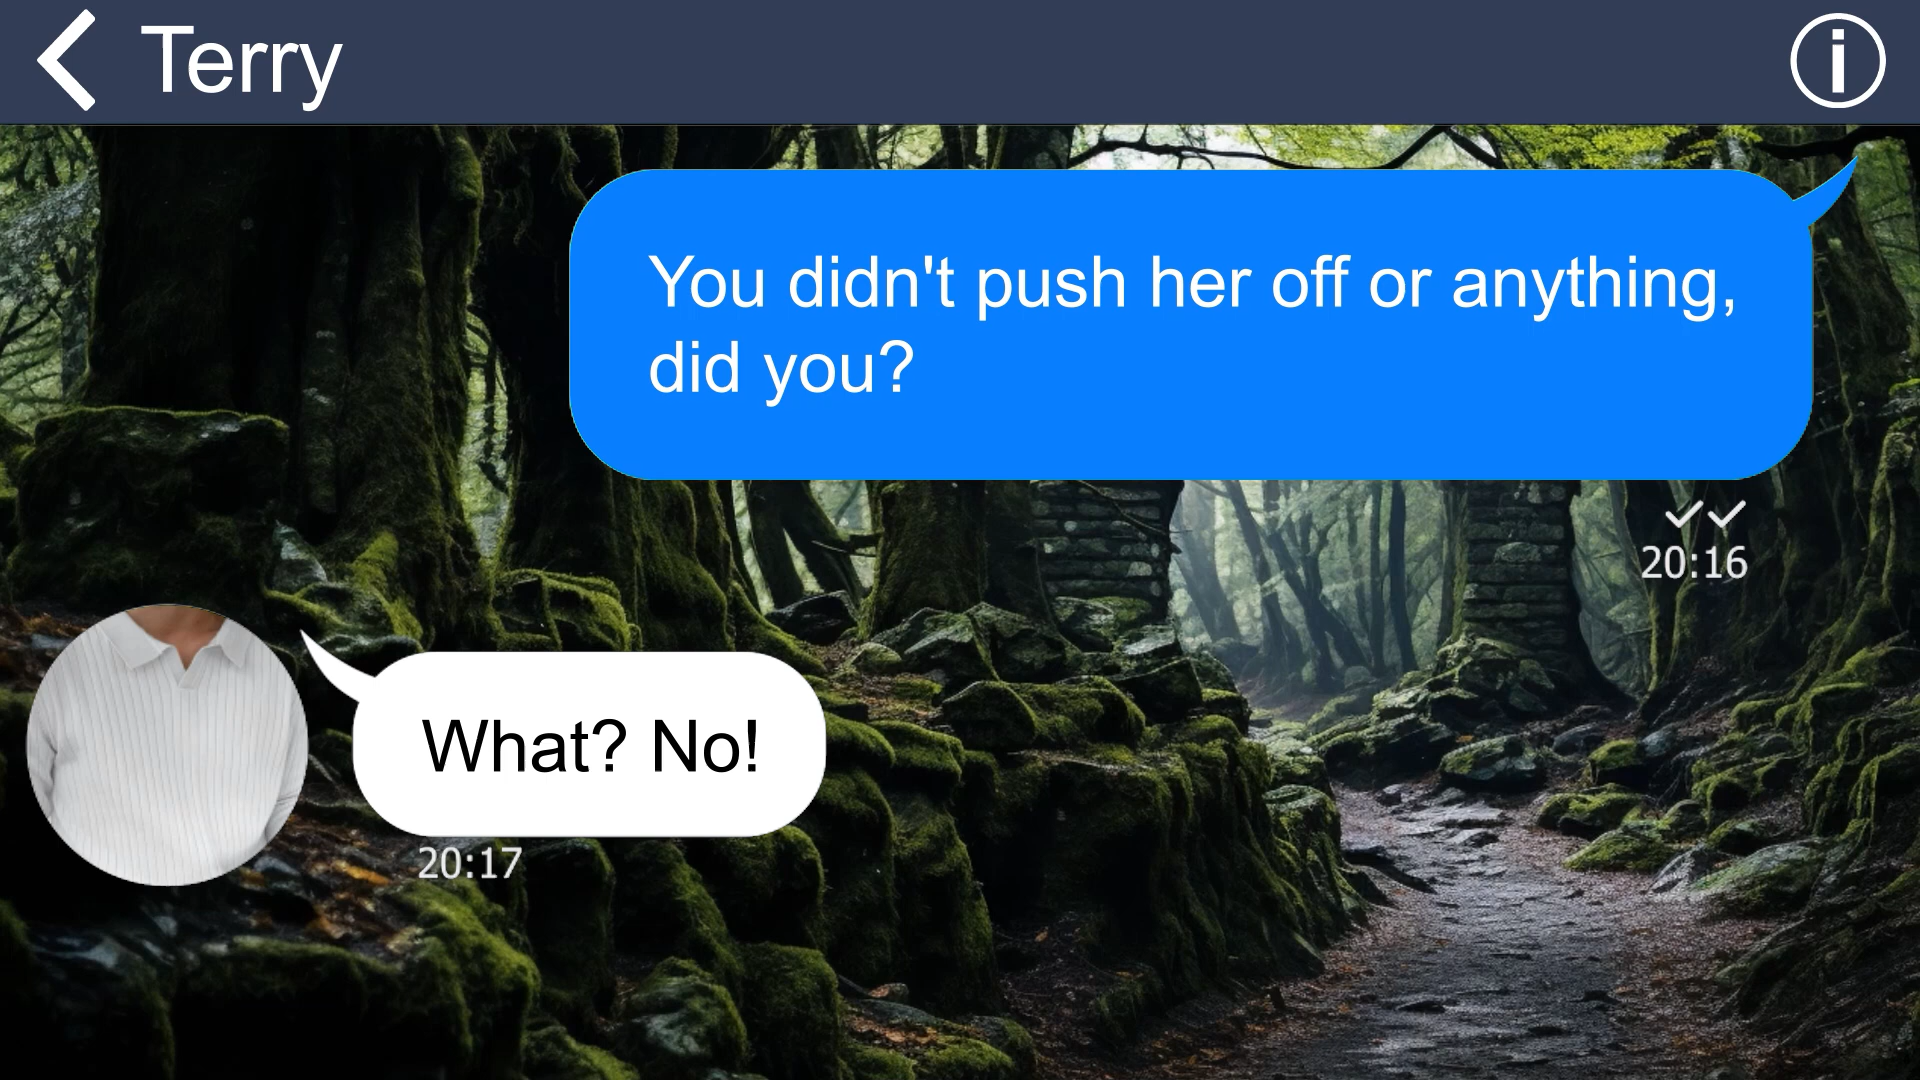 Terry
You didn't push her off or anything,
did you?
20:16
What? No!
20:17